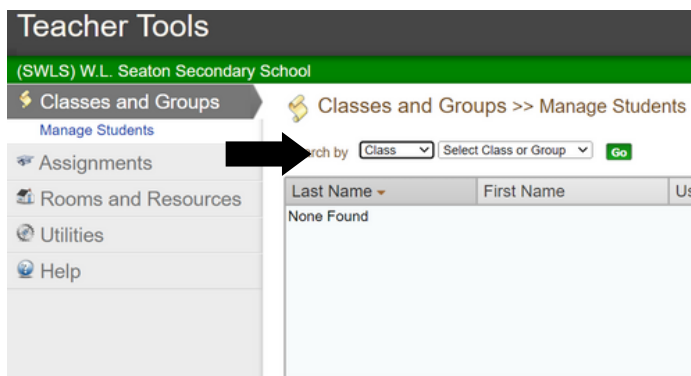 Teacher Tools
(SWLS) W.L. Seaton Secondary School
Classes and Groups
Manage Students
Assignments
Rooms and Resources
Utilities
Help
Classes and Groups >> Manage Students
by Class Select Class or Group Go
Last Name First Name
None Found